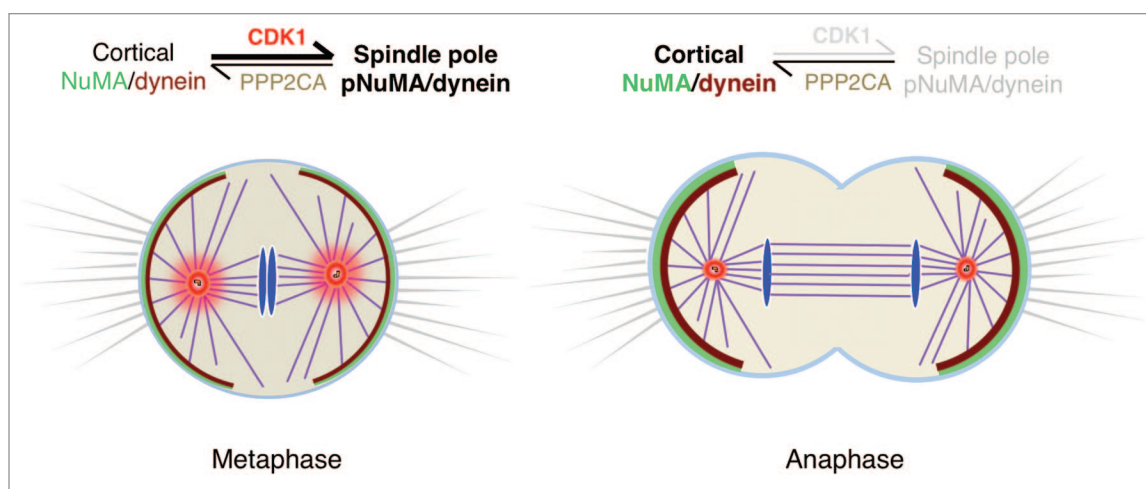 Cortical
NuMA/dynein
CDK1
PPP2CA
Spindle pole
pNuMA/dynein
Cortical
NuMA/dynein
CDK1
PPP2CA
Spindle pole
pNuMA/dynein
Metaphase
Anaphase